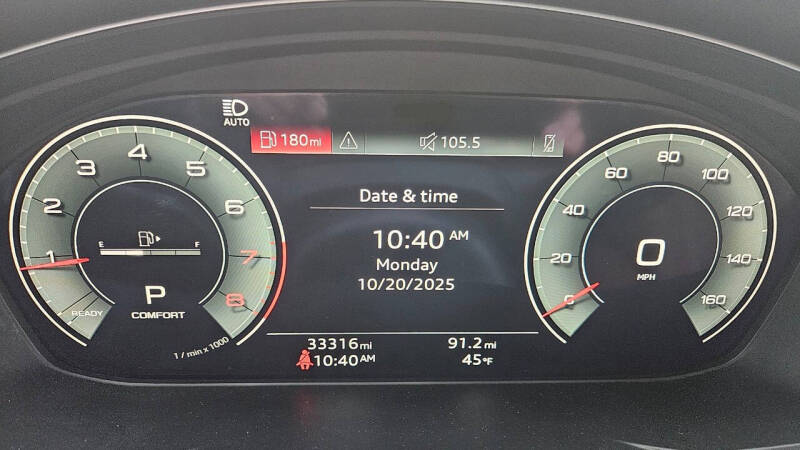 AUTO
180mi
105.5
1 2 3 4 5 6 7 8
READY
E F
P
COMFORT
1 / min x 1000
Date & time
10:40 AM
Monday
10/20/2025
33316mi
91.2mi
10:40AM
45°F
0 20 40 60 80 100 120 140 160
0
MPH